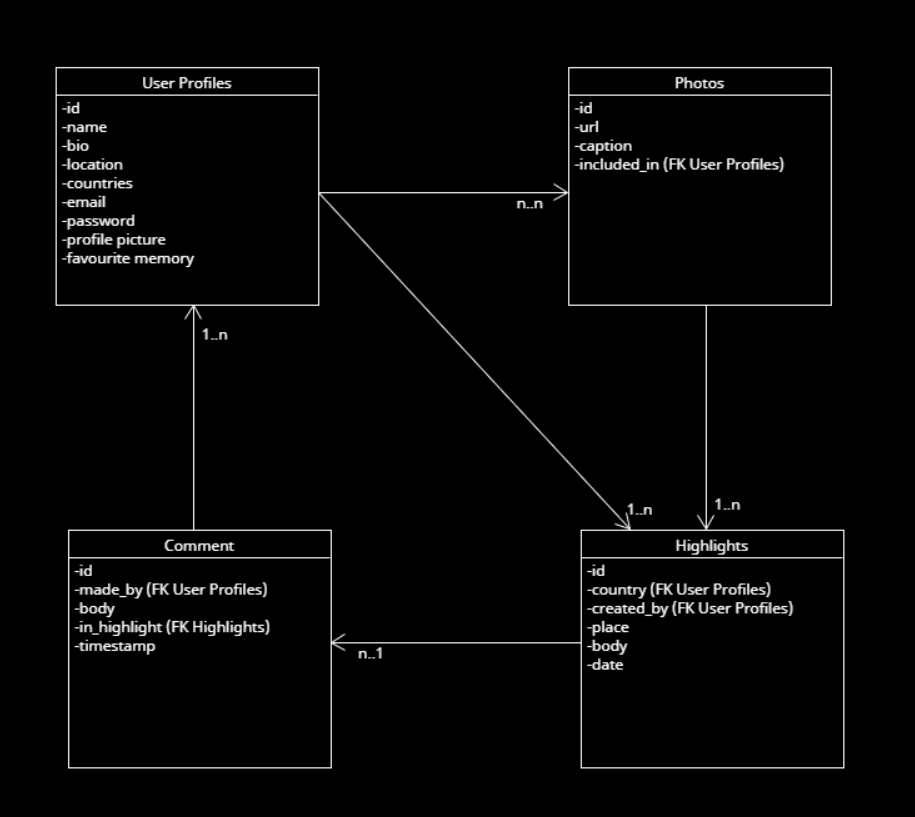 User Profiles
-id
-name
-bio
-location
-countries
-email
-password
-profile picture
-favourite memory
Photos
-id
-url
-caption
-included_in (FK User Profiles)
n..n
1..n
1..n
1..n
Comment
-id
-made_by (FK User Profiles)
-body
-in_highlight (FK Highlights)
-timestamp
n..1
Highlights
-id
-country (FK User Profiles)
-created_by (FK User Profiles)
-place
-body
-date